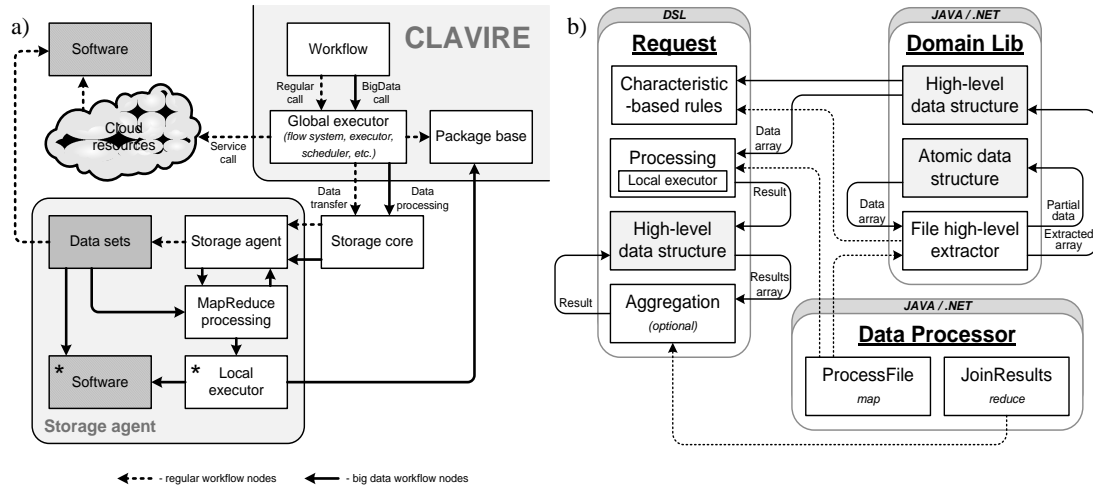 a)
Software
Cloud
resources
CLAVIRE
Workflow
Regular
call
BigData
call
Global executor
(flow system, executor,
scheduler, etc.)
Package base
Service
call
Data
transfer
Data
processing
Data sets
Storage agent
Storage core
MapReduce
processing
* Software
* Local
executor
Storage agent
- regular workflow nodes
- big data workflow nodes
b)
DSL
Request
Characteristic
-based rules
Processing
Local executor
High-level
data structure
Aggregation
(optional)
Data
array
Result
Results
array
Result
JAVA / .NET
Domain Lib
High-level
data structure
Atomic data
structure
File high-level
extractor
Data
array
Partial
data
Extracted
array
JAVA / .NET
Data Processor
ProcessFile
map
JoinResults
reduce